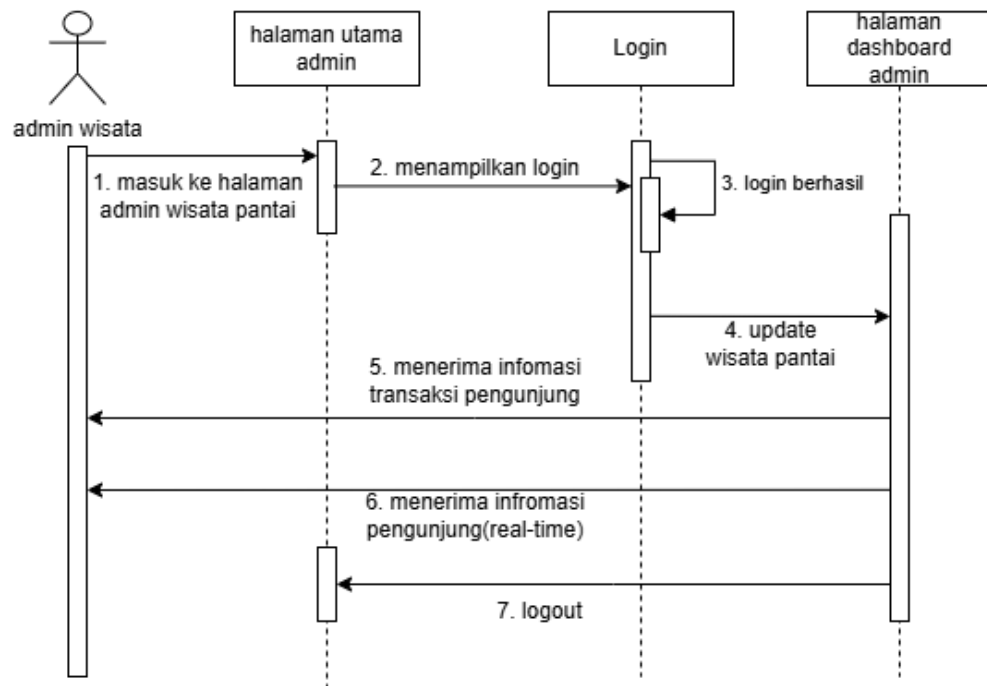 halaman utama
admin
Login
halaman
dashboard
admin
admin wisata
1. masuk ke halaman
admin wisata pantai
2. menampilkan login
3. login berhasil
4. update
wisata pantai
5. menerima infomasi
transaksi pengunjung
6. menerima infromasi
pengunjung(real-time)
7. logout